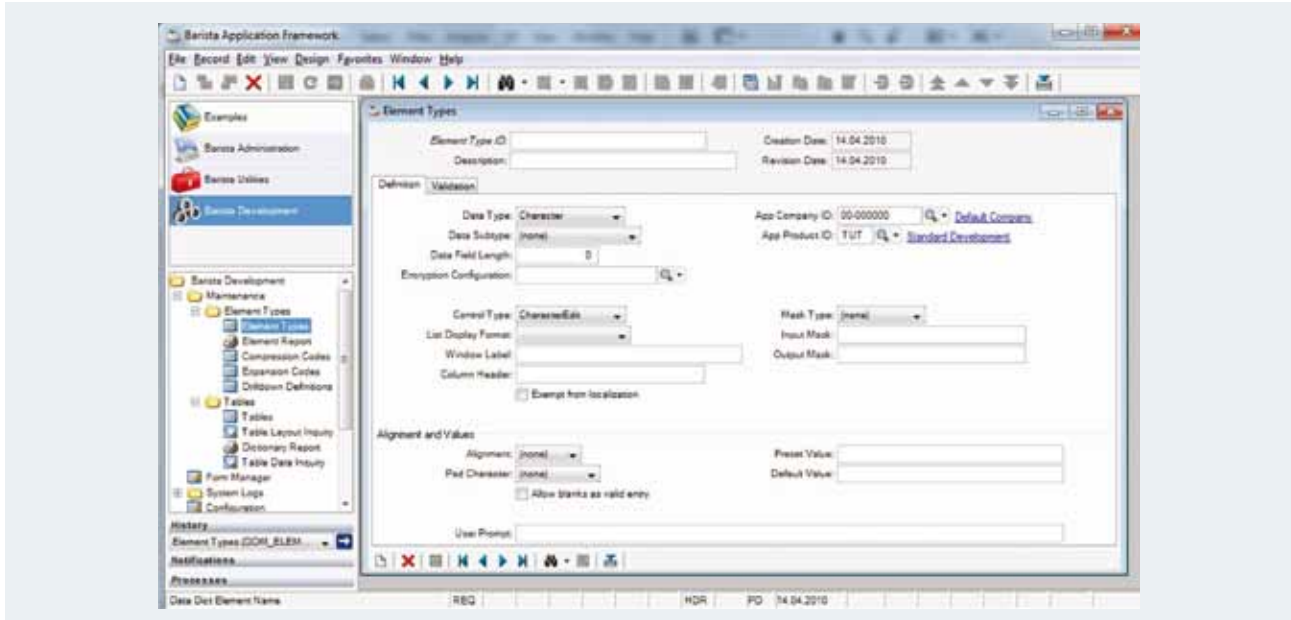 Barista Application Framework
File Record Edit View Design Favorites Window Help
Examples
Barista Administration
Barista Utilities
Barista Development
Barista Development
Maintenance
Element Types
Element Types
Element Report
Compression Codes
Expansion Codes
Drilldown Definitions
Tables
Tables
Table Layout Inquiry
Dictionary Report
Table Data Inquiry
Form Manager
System Logs
Configuration
History
Element Types (DDM_ELEM
Notifications
Processes
Element Types
Element Type ID:
Creation Date: 14.04.2010
Description:
Revision Date: 14.04.2010
Definition Validation
Data Type: Character
App Company ID: 00-000000 Default Company
Data Subtype: (none)
App Product ID: TUT Standard Development
Data Field Length: 0
Encryption Configuration:
Control Type: CharacterEdit
Mask Type: (none)
List Display Format:
Input Mask:
Window Label:
Output Mask:
Column Header:
Exempt from localization
Alignment and Values
Alignment: (none)
Preset Value:
Pad Character: (none)
Default Value:
Allow blanks as valid entry
User Prompt:
Data Dict Element Name REQ HDR PD 14.04.2010